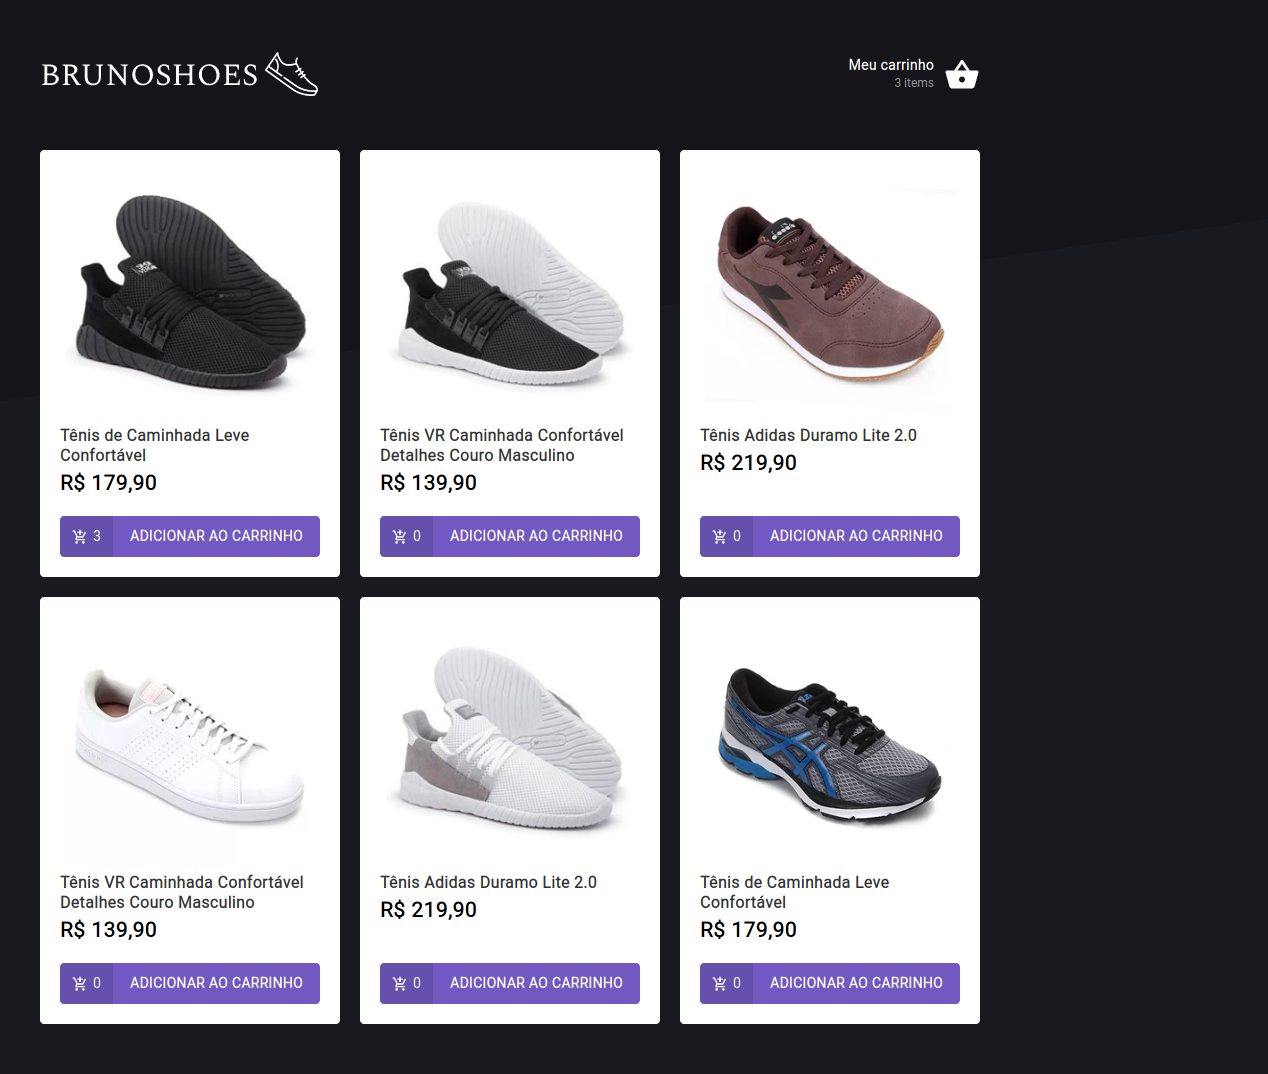 BRUNOSHOES
Meu carrinho
3 items
Tênis de Caminhada Leve
Confortável
R$ 179,90
3 ADICIONAR AO CARRINHO
Tênis VR Caminhada Confortável
Detalhes Couro Masculino
R$ 139,90
0 ADICIONAR AO CARRINHO
Tênis Adidas Duramo Lite 2.0
R$ 219,90
0 ADICIONAR AO CARRINHO
Tênis VR Caminhada Confortável
Detalhes Couro Masculino
R$ 139,90
0 ADICIONAR AO CARRINHO
Tênis Adidas Duramo Lite 2.0
R$ 219,90
0 ADICIONAR AO CARRINHO
Tênis de Caminhada Leve
Confortável
R$ 179,90
0 ADICIONAR AO CARRINHO